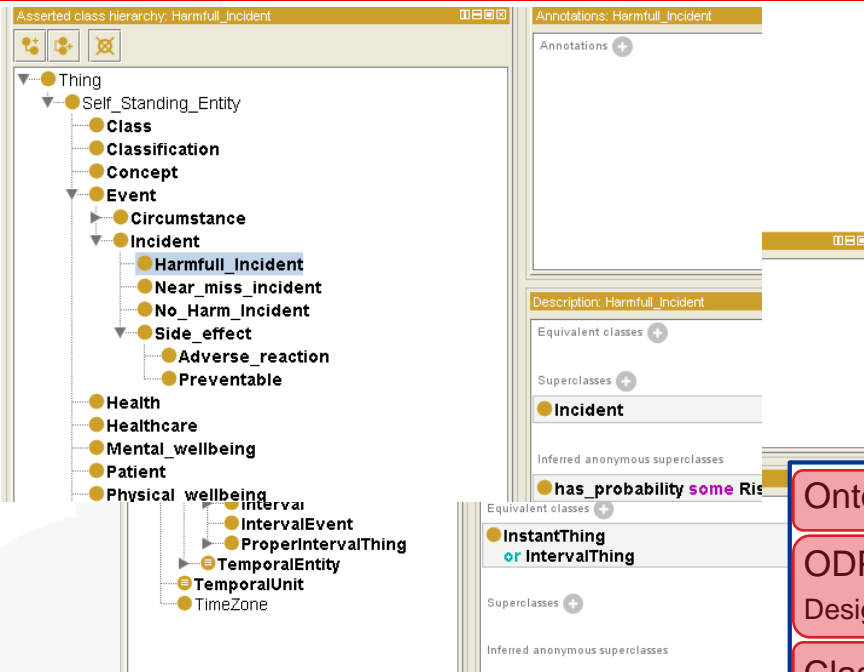 Asserted class hierarchy: Harmfull_Incident
Thing
Self_Standing_Entity
Class
Classification
Concept
Event
Circumstance
Incident
Harmfull_Incident
Near_miss_incident
No_Harm_Incident
Side_effect
Adverse_reaction
Preventable
Health
Healthcare
Mental_wellbeing
Patient
Physical_wellbeing
Interval
IntervalEvent
ProperIntervalThing
TemporalEntity
TemporalUnit
TimeZone
Annotations: Harmfull_Incident
Annotations
Description: Harmfull_Incident
Equivalent classes
Superclasses
Incident
Inferred anonymous superclasses
has_probability some
Equivalent classes
InstantThing
or IntervalThing
Superclasses
Inferred anonymous superclasses